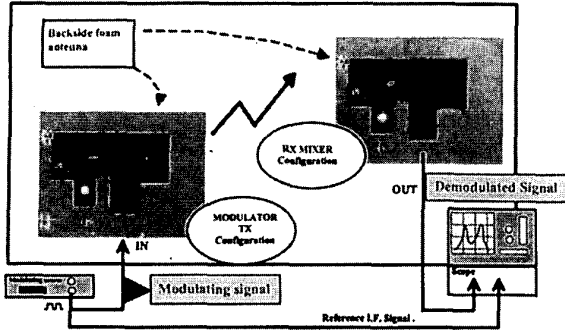 Backside foam
antenna
RX MIXER
Configuration
OUT
Demodulated Signal
MODULATOR
TX
Configuration
IN
Scope
Modulating signal
Reference I.F. Signal .